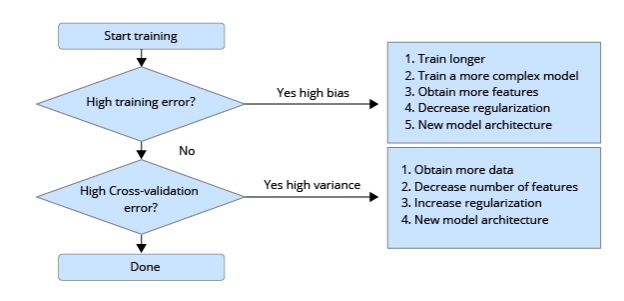 Start training
High training error?
Yes high bias
1. Train longer
2. Train a more complex model
3. Obtain more features
4. Decrease regularization
5. New model architecture
No
High Cross-validation
error?
Yes high variance
1. Obtain more data
2. Decrease number of features
3. Increase regularization
4. New model architecture
Done